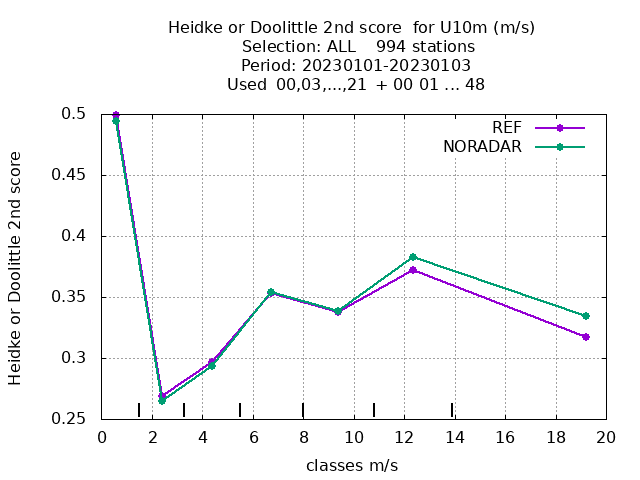 Heidke or Doolittle 2nd score  for U10m (m/s)
Selection: ALL    994 stations
Period: 20230101-20230103
Used  00,03,...,21  + 00 01 ... 48
REF
NORADAR
0.5
0.45
0.4
0.35
0.3
0.25
Heidke or Doolittle 2nd score
0 2 4 6 8 10 12 14 16 18 20
classes m/s